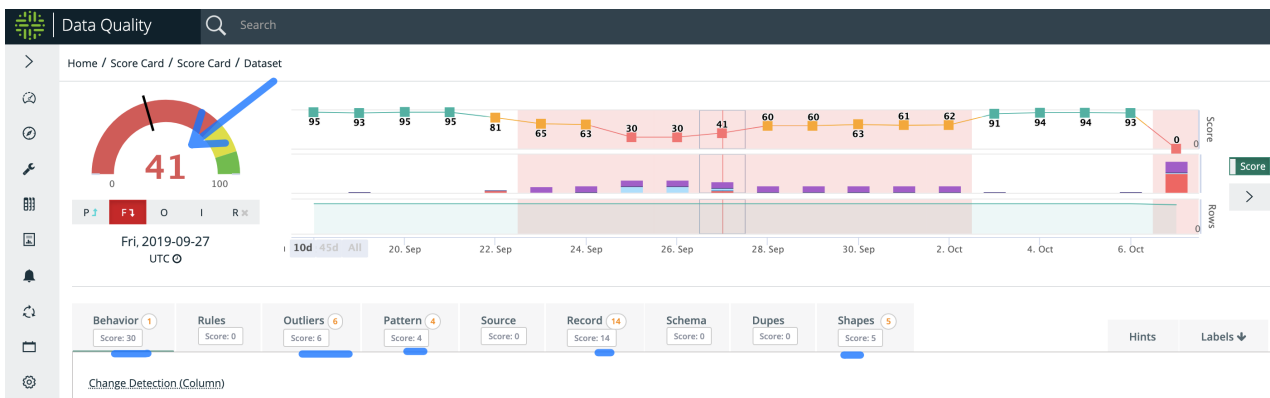 Data Quality
Search
Home / Score Card / Score Card / Dataset
41
0
100
P F O I R
Fri, 2019-09-27
UTC
95 93 95 95 81 65 63 30 30 41 60 60 63 61 62 91 94 94 93 0
0
Score
Rows
0
10d 45d All
20. Sep 22. Sep 24. Sep 26. Sep 28. Sep 30. Sep 2. Oct 4. Oct 6. Oct
Score
Behavior 1 Rules Outliers 6 Pattern 4 Source Record 14 Schema Dupes Shapes 5
Score: 30 Score: 0 Score: 6 Score: 4 Score: 0 Score: 14 Score: 0 Score: 0 Score: 5
Hints Labels
Change Detection (Column)